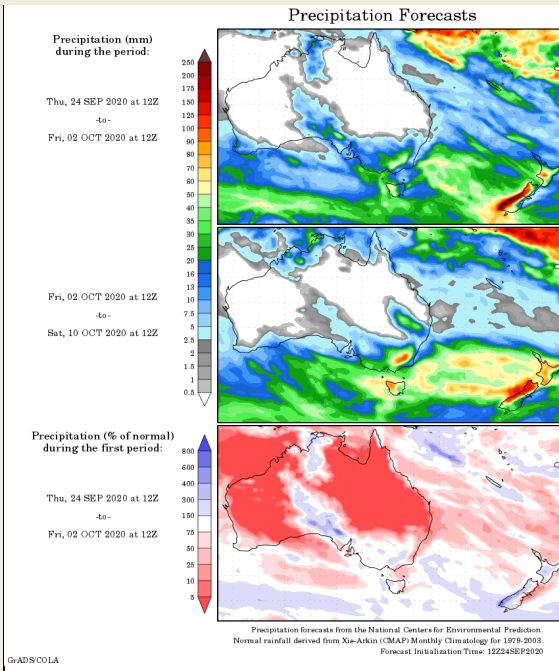 Precipitation Forecasts
Precipitation (mm)
during the period:
Thu, 24 SEP 2020 at 12Z
-to-
Fri, 02 OCT 2020 at 12Z
250
200
175
150
125
100
90
80
70
60
50
40
35
30
25
20
16
13
10
7.5
5
2.5
2
1.5
1
0.5
Fri, 02 OCT 2020 at 12Z
-to-
Sat, 10 OCT 2020 at 12Z
Precipitation (% of normal)
during the first period:
Thu, 24 SEP 2020 at 12Z
-to-
Fri, 02 OCT 2020 at 12Z
800
600
400
300
150
75
50
25
10
5
Precipitation forecasts from the National Centers for Environmental Prediction.
Normal rainfall derived from Xie-Arkin (CMAP) Monthly Climatology for 1979-2003.
Forecast Initialization Time: 12Z24SEP2020
GrADS/COLA